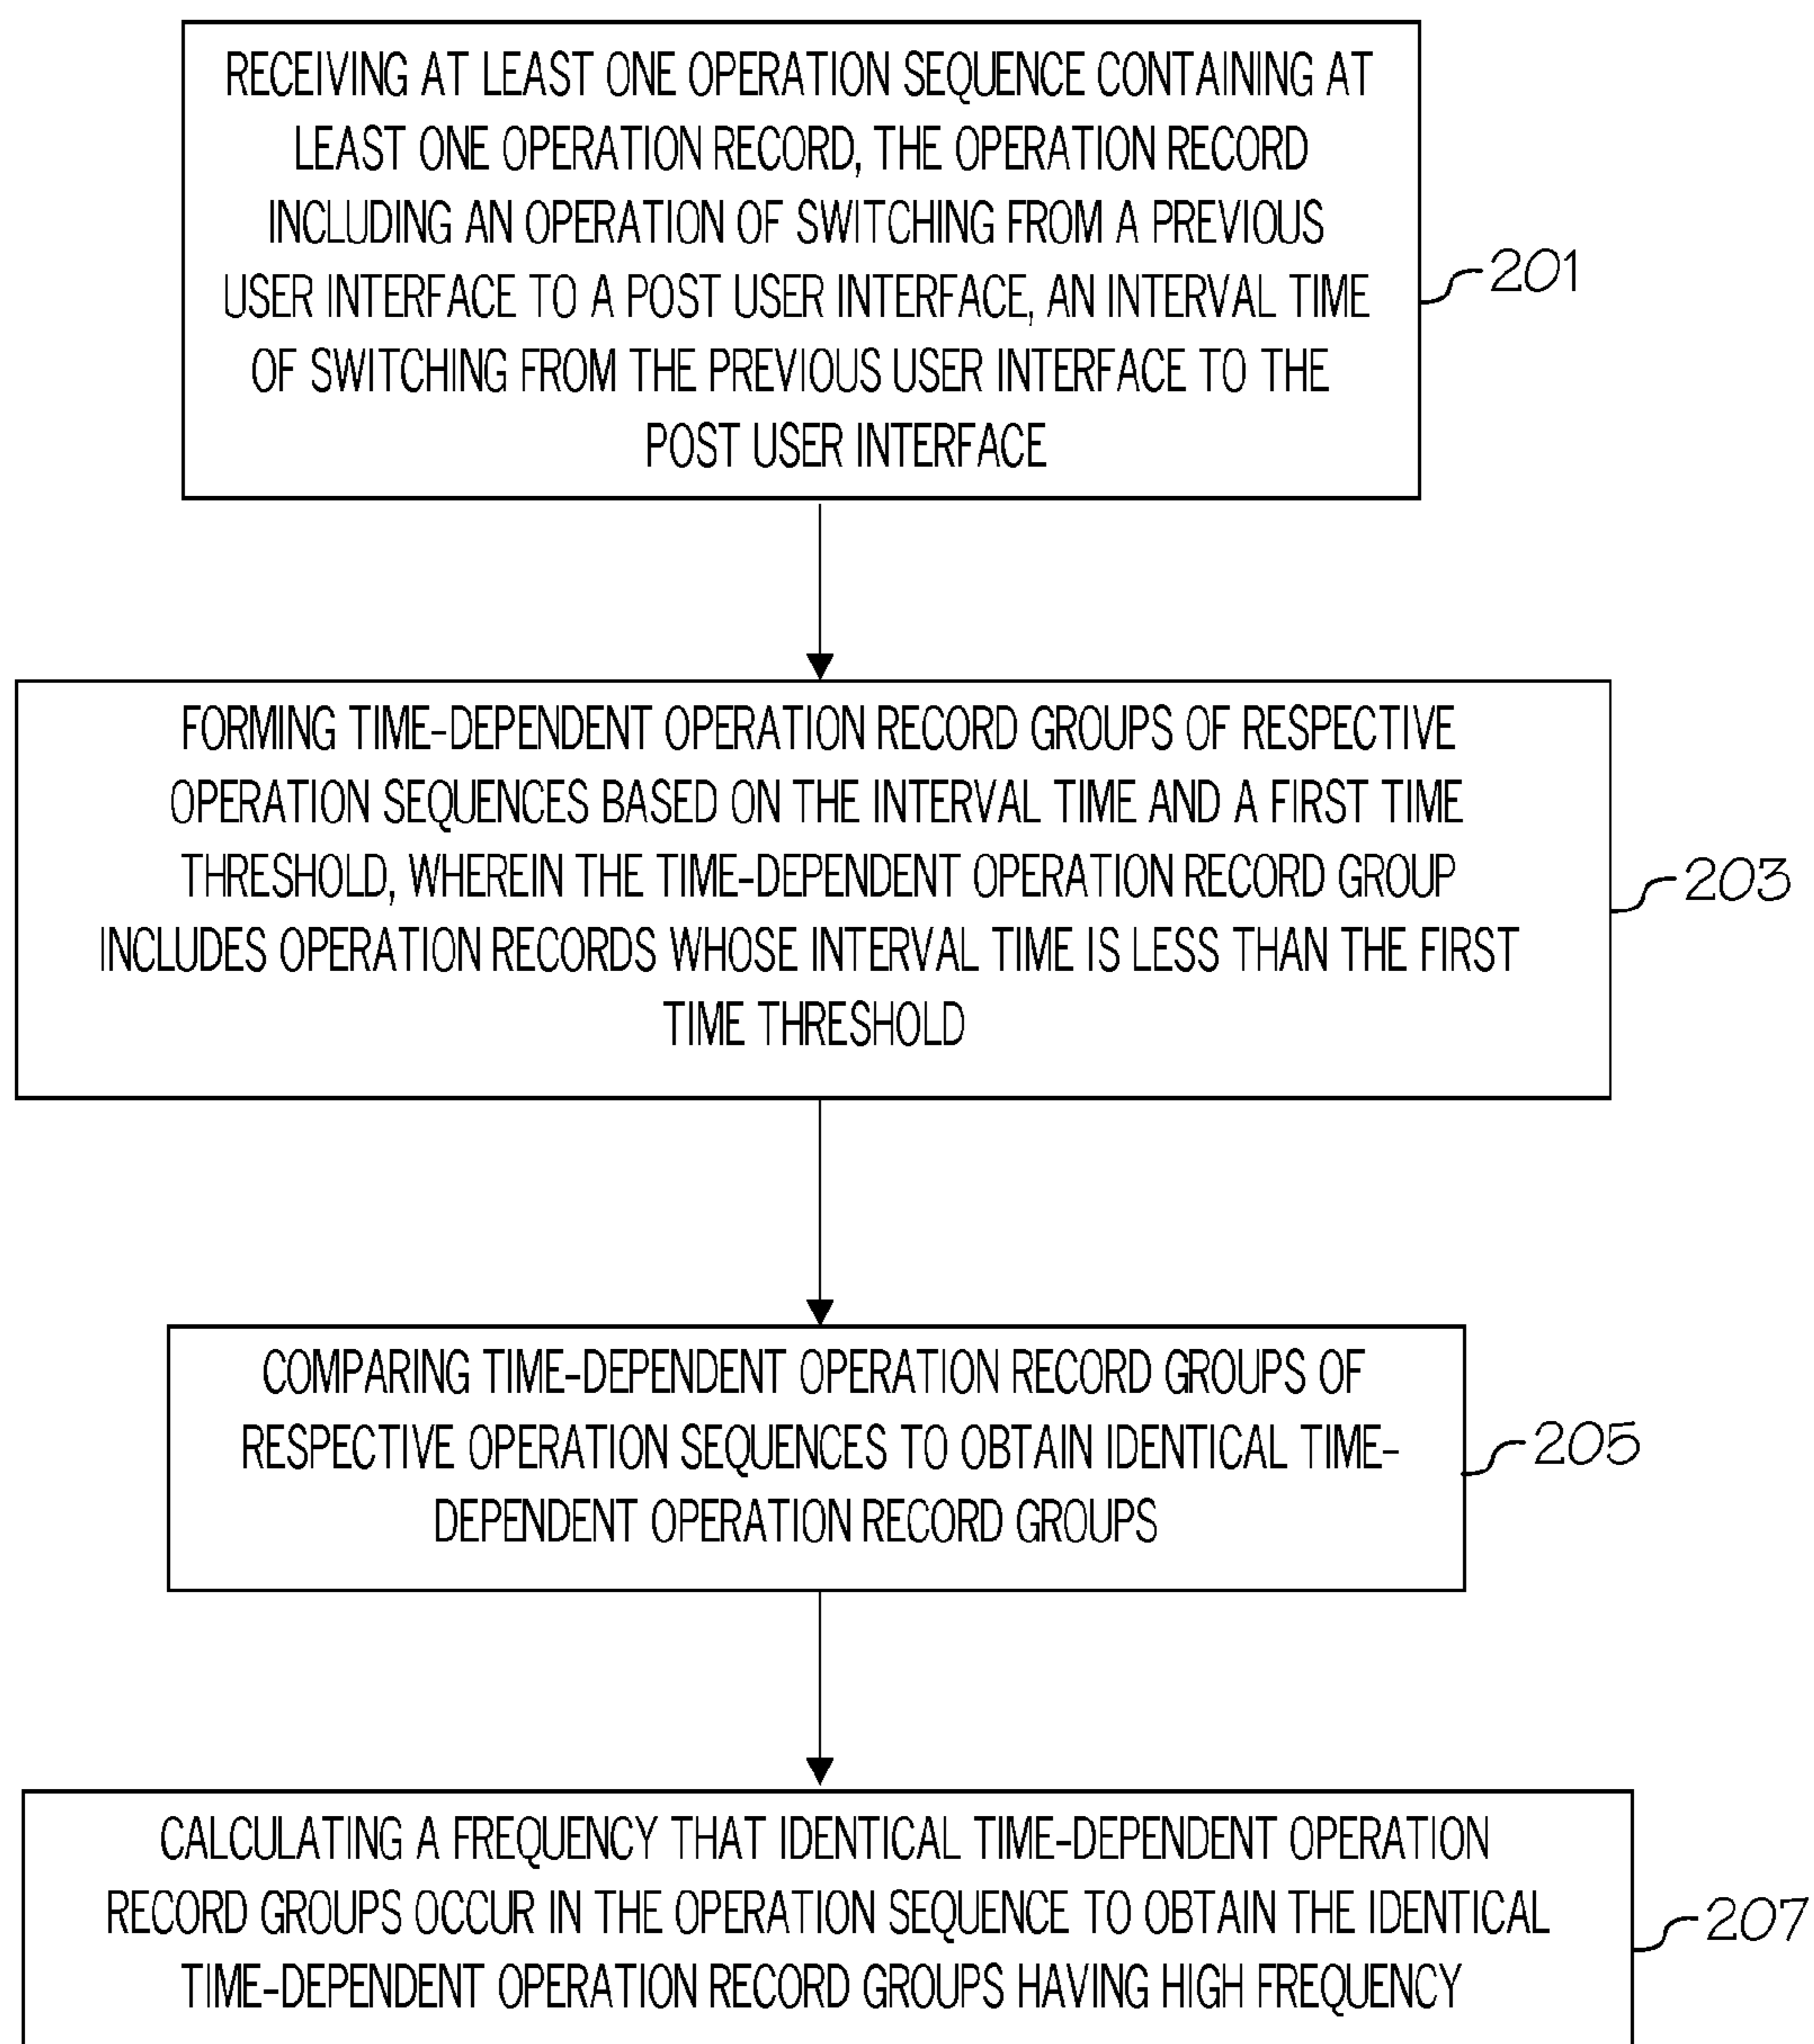 RECEIVING AT LEAST ONE OPERATION SEQUENCE CONTAINING AT
LEAST ONE OPERATION RECORD, THE OPERATION RECORD
INCLUDING AN OPERATION OF SWITCHING FROM A PREVIOUS
USER INTERFACE TO A POST USER INTERFACE, AN INTERVAL TIME
OF SWITCHING FROM THE PREVIOUS USER INTERFACE TO THE
POST USER INTERFACE
201
FORMING TIME-DEPENDENT OPERATION RECORD GROUPS OF RESPECTIVE
OPERATION SEQUENCES BASED ON THE INTERVAL TIME AND A FIRST TIME
THRESHOLD, WHEREIN THE TIME-DEPENDENT OPERATION RECORD GROUP
INCLUDES OPERATION RECORDS WHOSE INTERVAL TIME IS LESS THAN THE FIRST
TIME THRESHOLD
203
COMPARING TIME-DEPENDENT OPERATION RECORD GROUPS OF
RESPECTIVE OPERATION SEQUENCES TO OBTAIN IDENTICAL TIME-
DEPENDENT OPERATION RECORD GROUPS
205
CALCULATING A FREQUENCY THAT IDENTICAL TIME-DEPENDENT OPERATION
RECORD GROUPS OCCUR IN THE OPERATION SEQUENCE TO OBTAIN THE IDENTICAL
TIME-DEPENDENT OPERATION RECORD GROUPS HAVING HIGH FREQUENCY
207